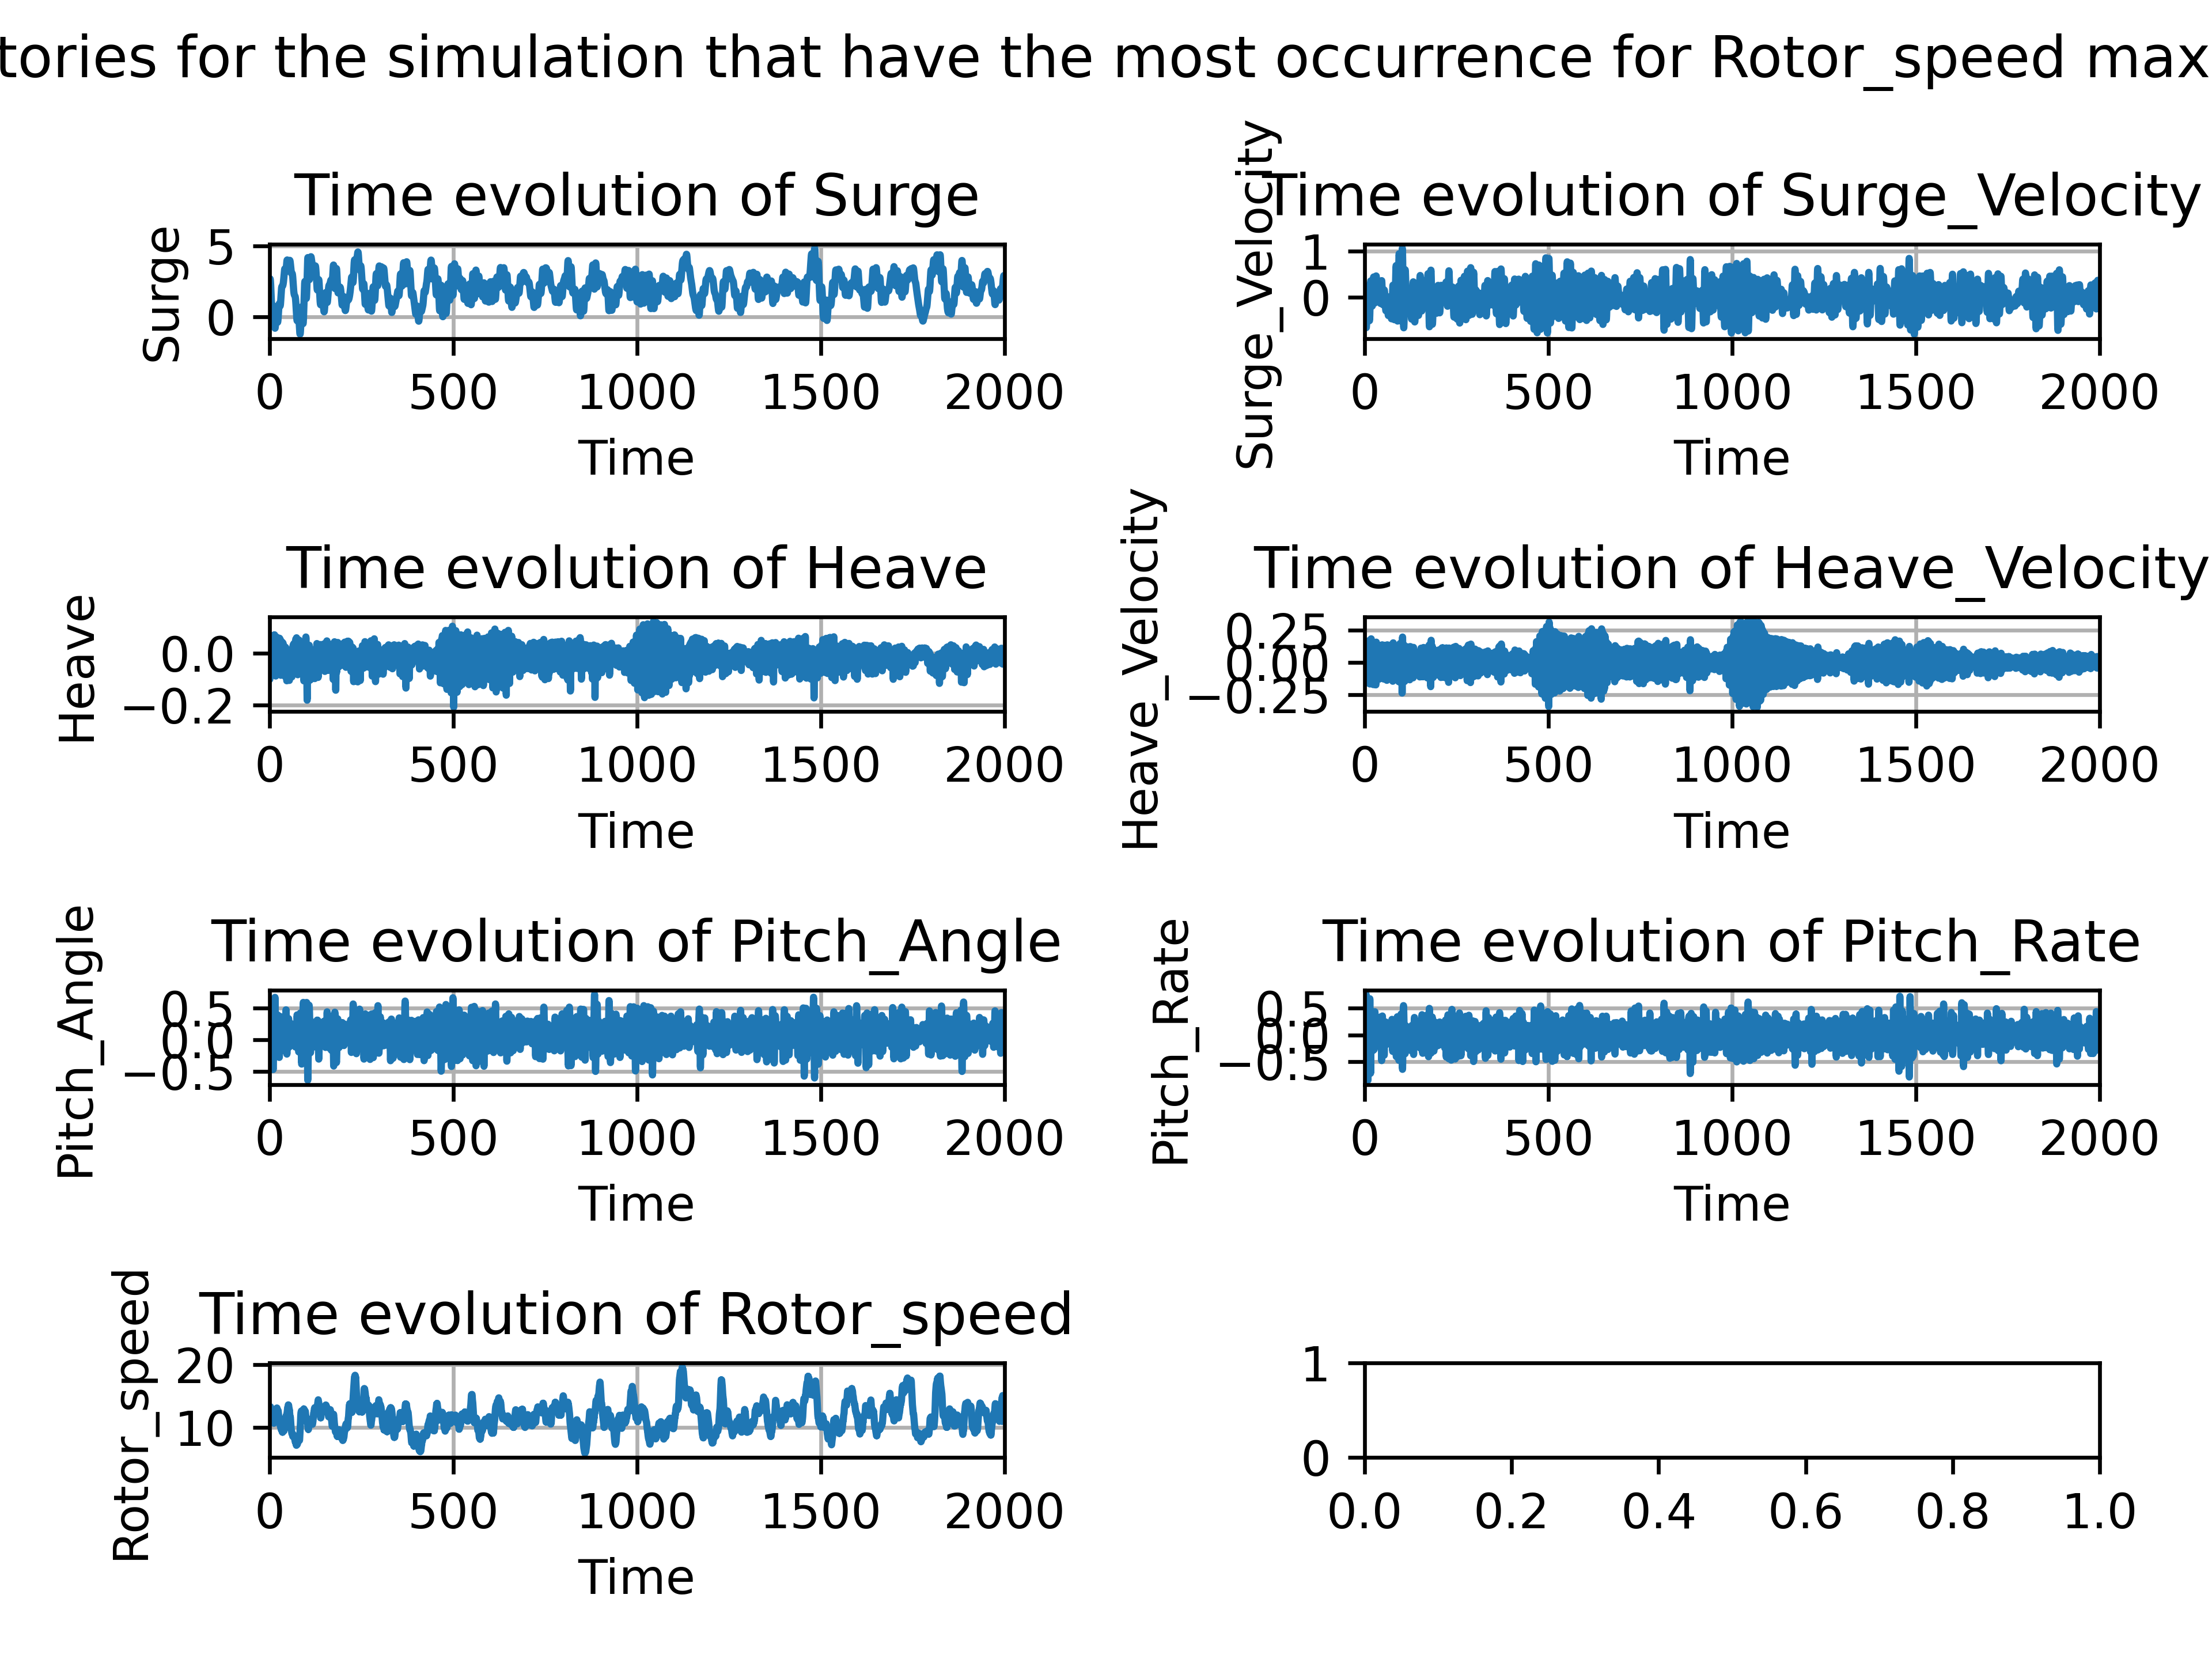 tories for the simulation that have the most occurrence for Rotor_speed max
Time evolution of Surge
Surge
5
0
0 500 1000 1500 2000
Time
Time evolution of Surge_Velocity
Surge_Velocity
1
0
0 500 1000 1500 2000
Time
Time evolution of Heave
Heave
0.0
−0.2
0 500 1000 1500 2000
Time
Time evolution of Heave_Velocity
Heave_Velocity
0.25
0.00
−0.25
0 500 1000 1500 2000
Time
Time evolution of Pitch_Angle
Pitch_Angle
0.5
0.0
−0.5
0 500 1000 1500 2000
Time
Time evolution of Pitch_Rate
Pitch_Rate
0.5
0.0
−0.5
0 500 1000 1500 2000
Time
Time evolution of Rotor_speed
Rotor_speed
20
10
0 500 1000 1500 2000
Time
1
0
0.0 0.2 0.4 0.6 0.8 1.0